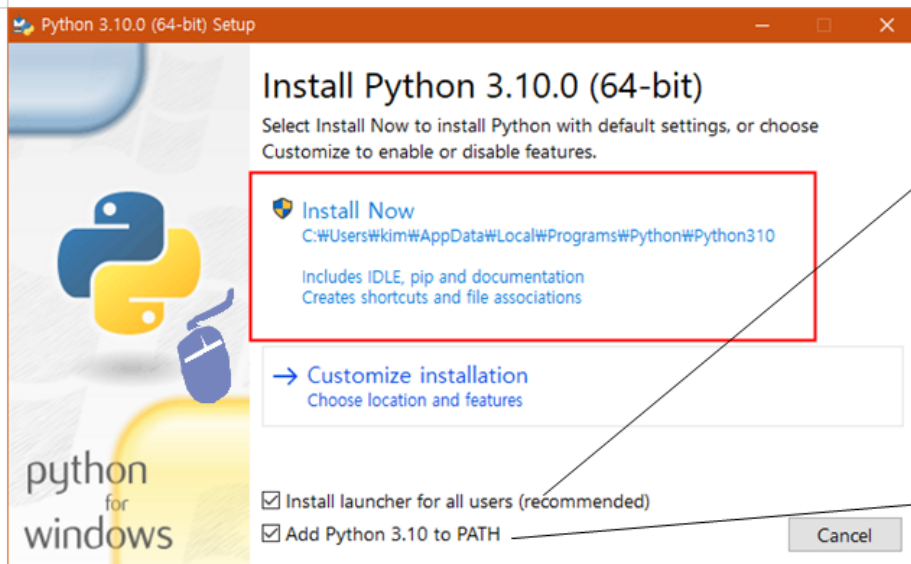 Python 3.10.0 (64-bit) Setup
Install Python 3.10.0 (64-bit)
Select Install Now to install Python with default settings, or choose
Customize to enable or disable features.
Install Now
C:₩Users₩kim₩AppData₩Local₩Programs₩Python₩Python310
Includes IDLE, pip and documentation
Creates shortcuts and file associations
→ Customize installation
Choose location and features
python
for
windows
Install launcher for all users (recommended)
Add Python 3.10 to PATH
Cancel